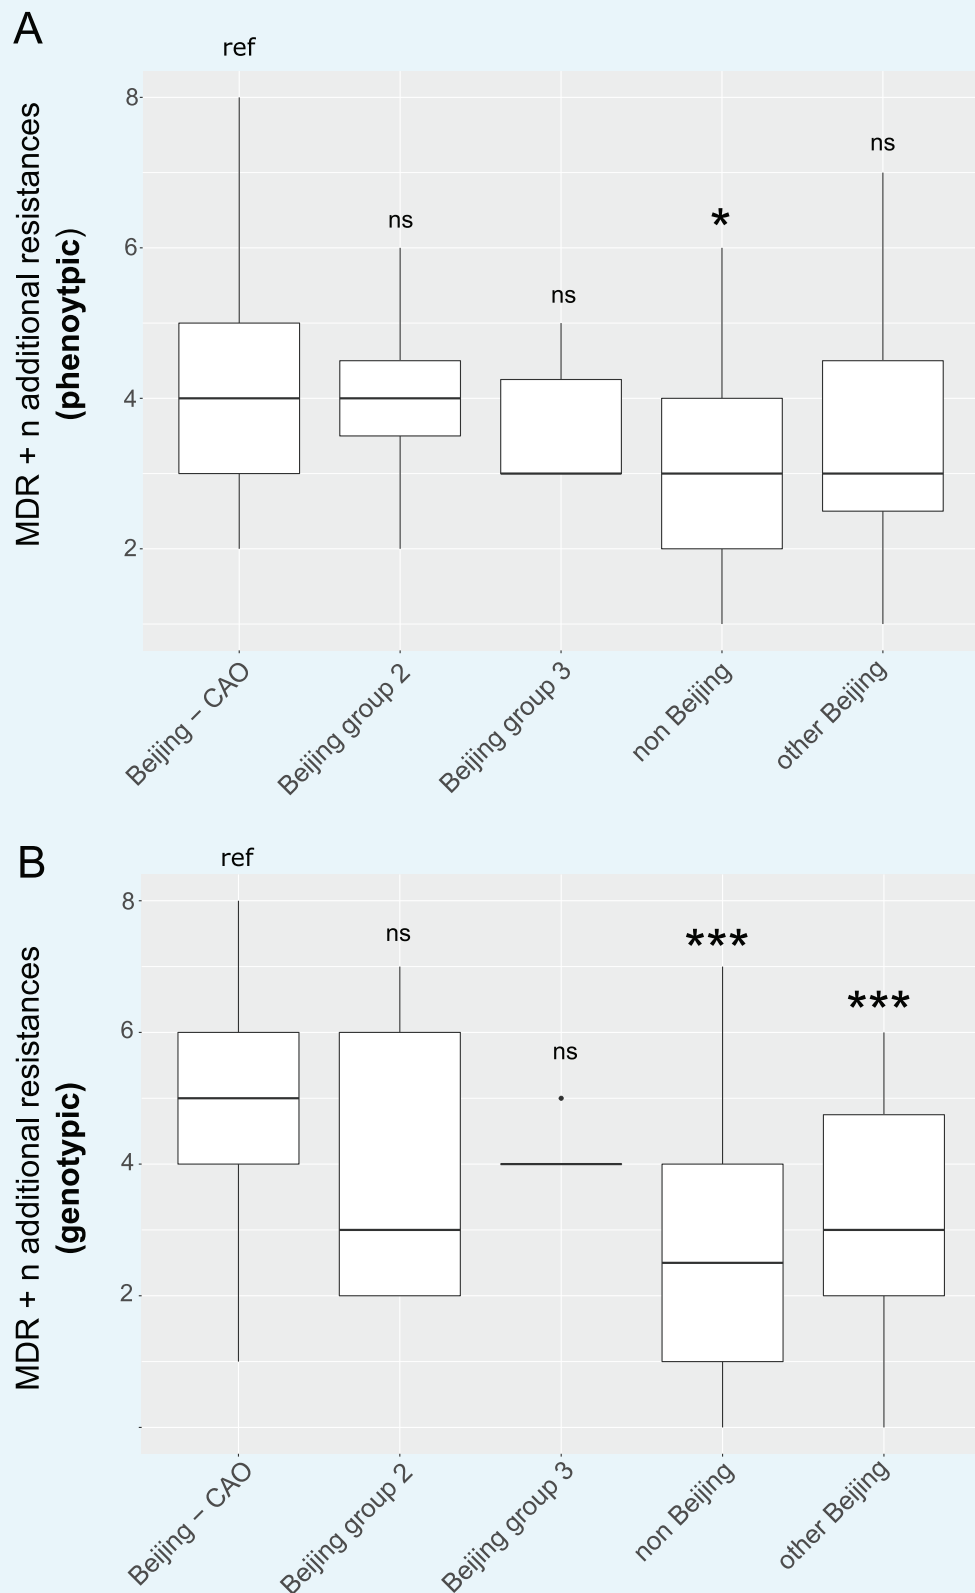 A
ref
8
ns
ns
*
6
ns
4
2
MDR + n additional resistances
(phenoytpic)
Beijing – CAO
Beijing group 2
Beijing group 3
non Beijing
other Beijing
B
ref
8
ns
***
***
6
ns
4
2
MDR + n additional resistances
(genotypic)
Beijing – CAO
Beijing group 2
Beijing group 3
non Beijing
other Beijing